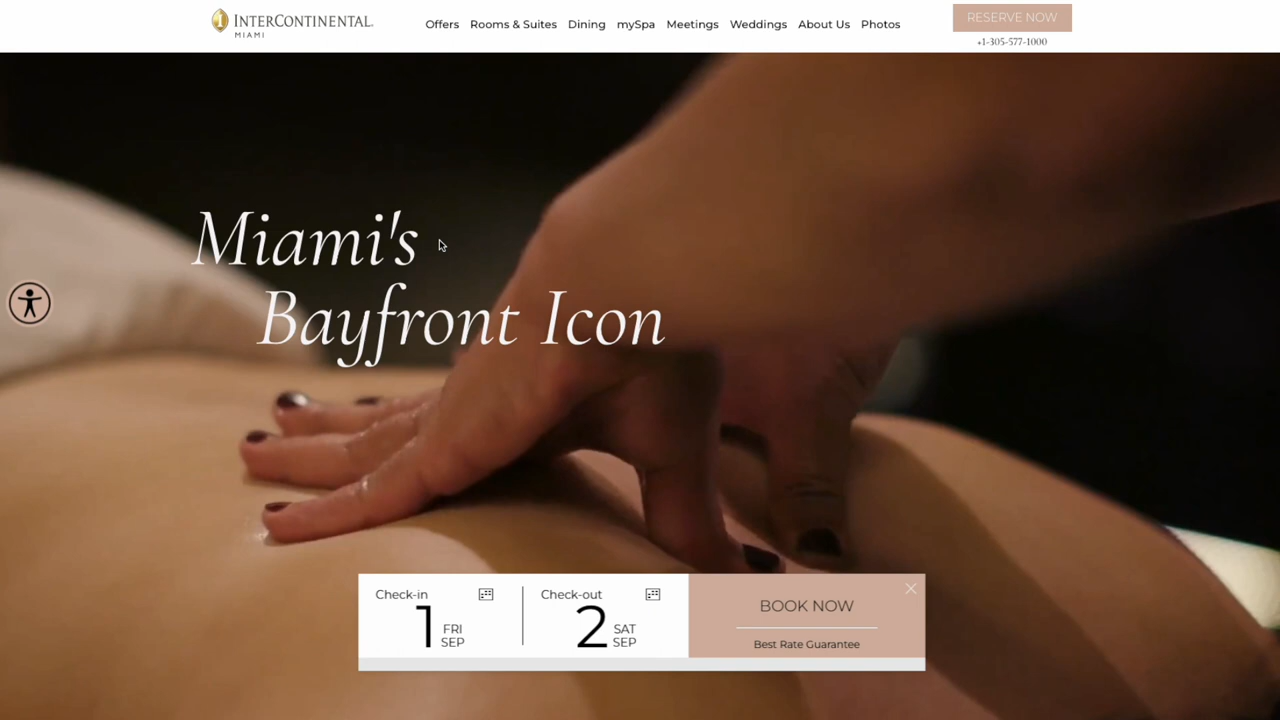 INTERCONTINENTAL.
MIAMI
Offers Rooms & Suites Dining mySpa Meetings Weddings About Us Photos
RESERVE NOW
+1-305-577-1000
Miami's
Bayfront Icon
Check-in
1 FRI
SEP
Check-out
2 SAT
SEP
BOOK NOW
Best Rate Guarantee